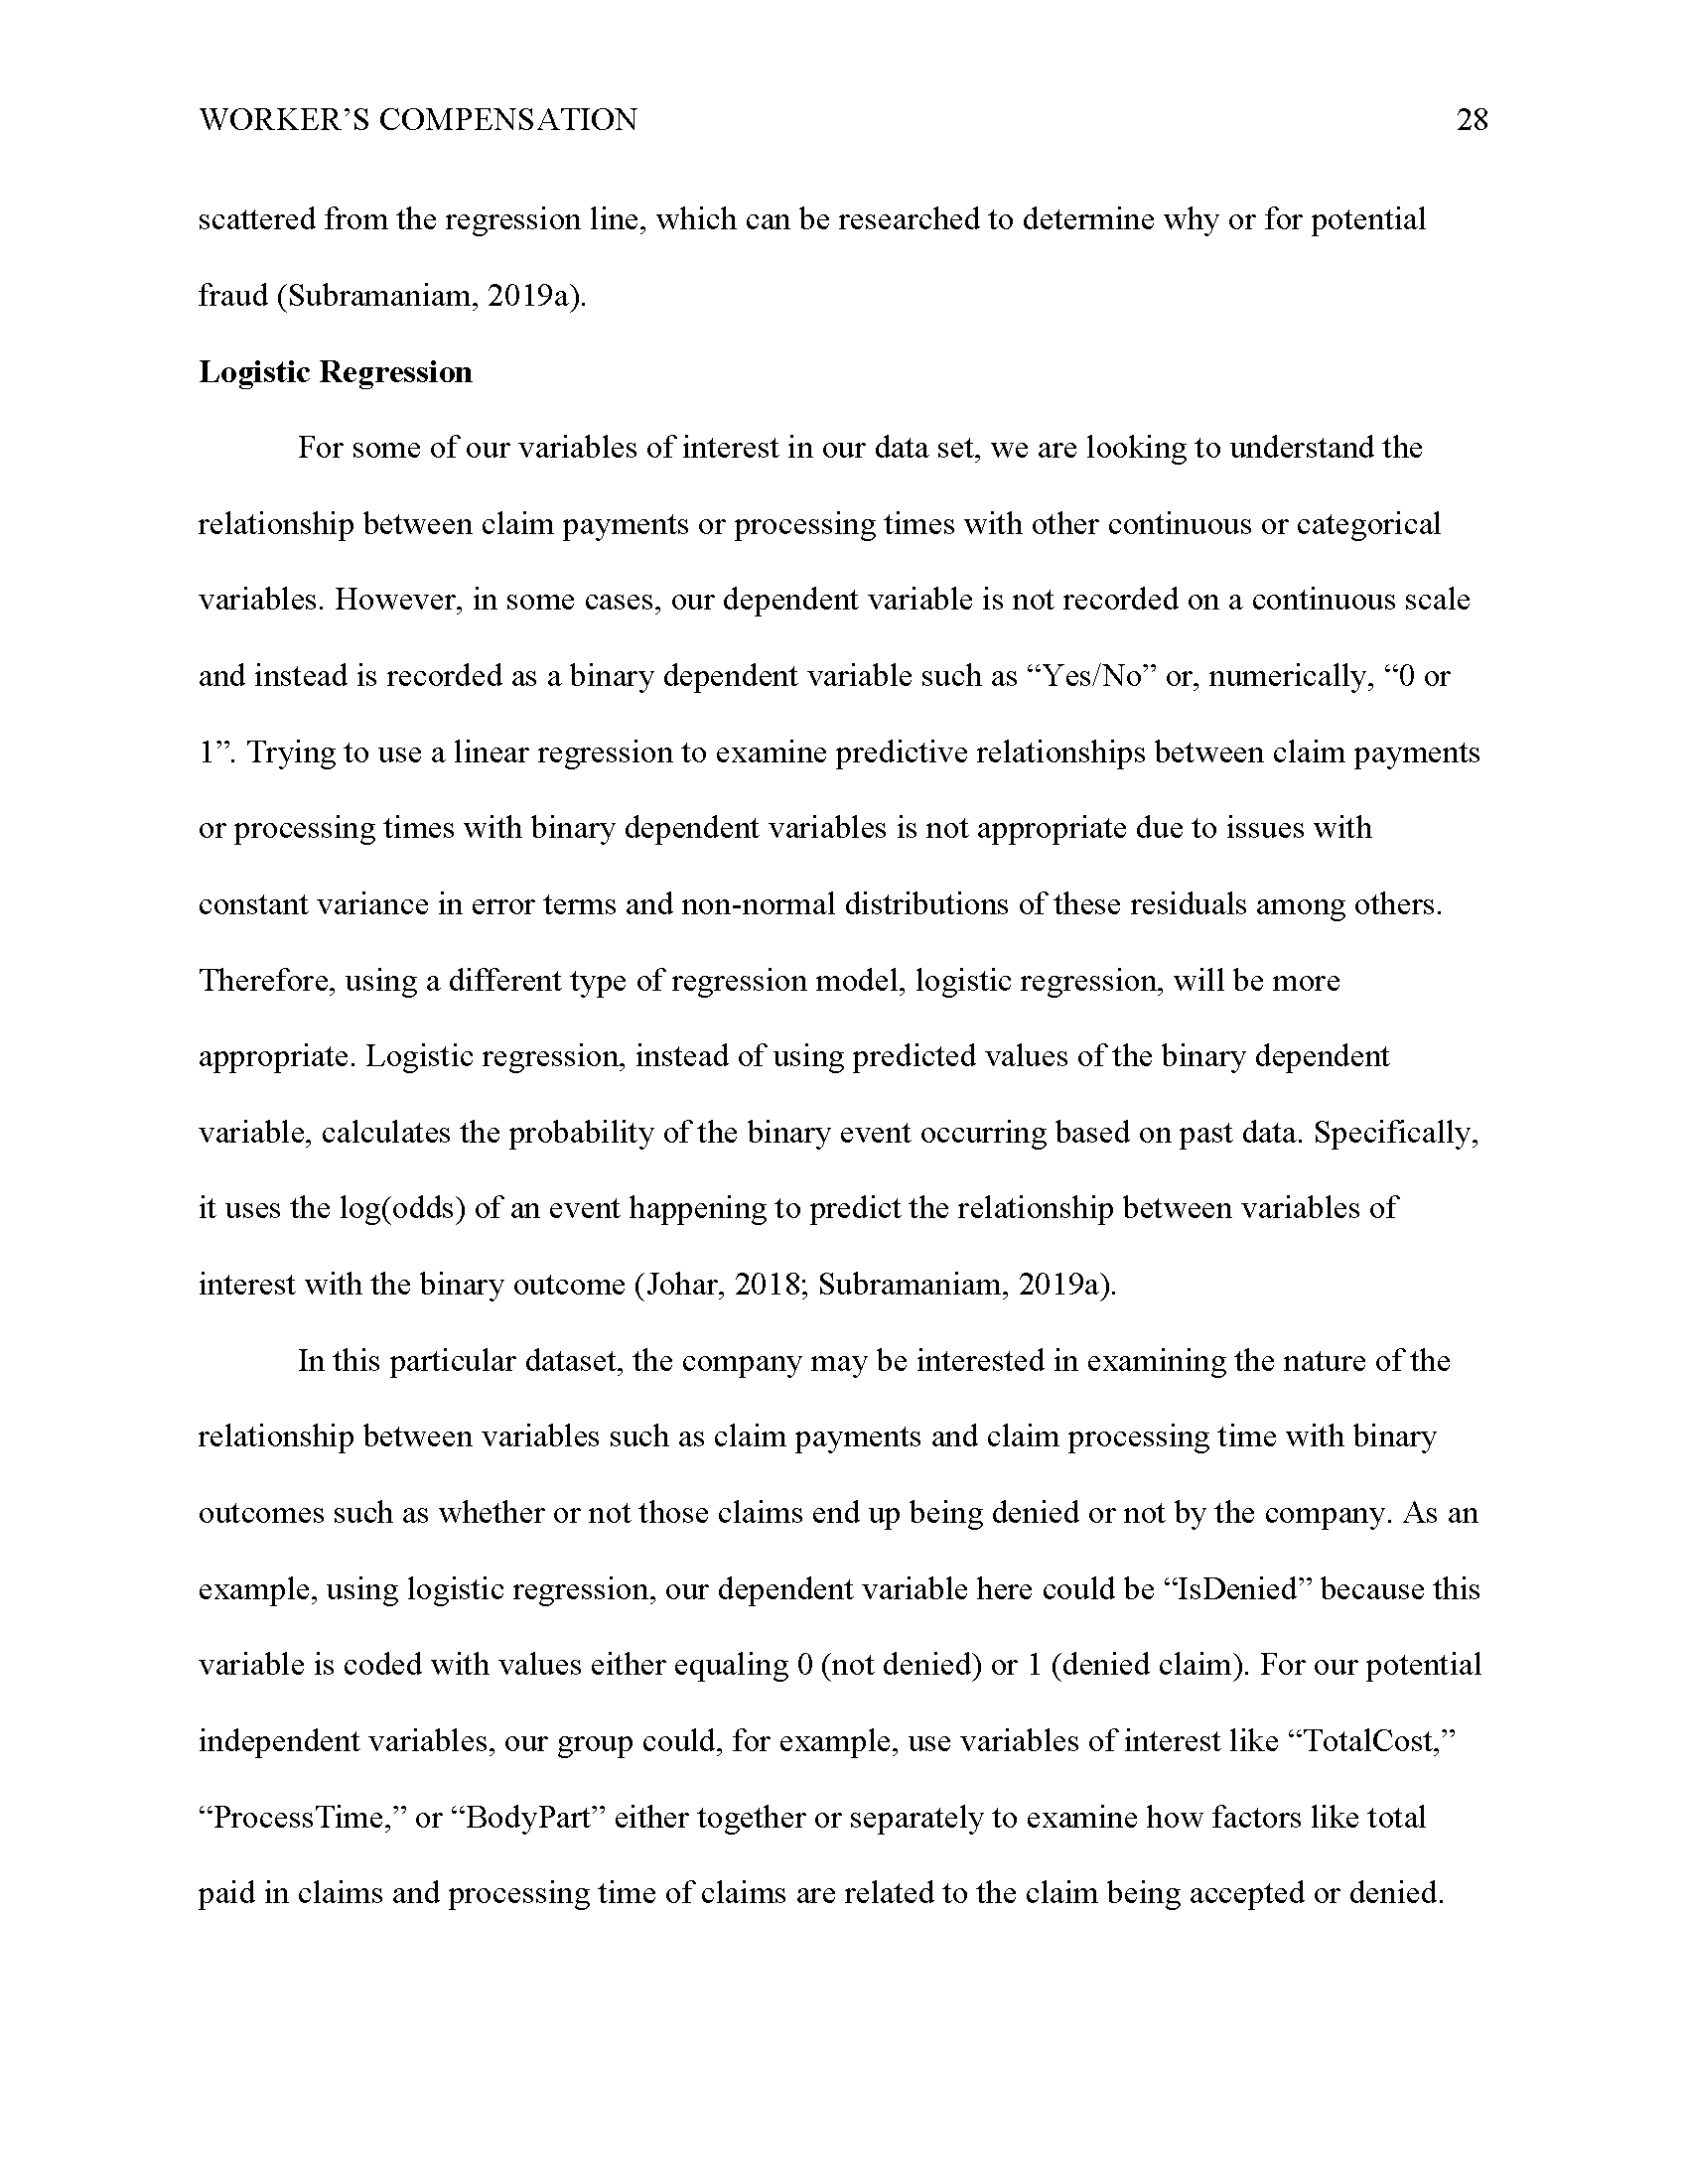 WORKER’S COMPENSATION 28
scattered from the regression line, which can be researched to determine why or for potential
fraud (Subramaniam, 2019a).
Logistic Regression
For some of our variables of interest in our data set, we are looking to understand the
relationship between claim payments or processing times with other continuous or categorical
variables. However, in some cases, our dependent variable is not recorded on a continuous scale
and instead is recorded as a binary dependent variable such as “Yes/No” or, numerically, “0 or
1”. Trying to use a linear regression to examine predictive relationships between claim payments
or processing times with binary dependent variables is not appropriate due to issues with
constant variance in error terms and non-normal distributions of these residuals among others.
Therefore, using a different type of regression model, logistic regression, will be more
appropriate. Logistic regression, instead of using predicted values of the binary dependent
variable, calculates the probability of the binary event occurring based on past data. Specifically,
it uses the log(odds) of an event happening to predict the relationship between variables of
interest with the binary outcome (Johar, 2018; Subramaniam, 2019a).
In this particular dataset, the company may be interested in examining the nature of the
relationship between variables such as claim payments and claim processing time with binary
outcomes such as whether or not those claims end up being denied or not by the company. As an
example, using logistic regression, our dependent variable here could be “IsDenied” because this
variable is coded with values either equaling 0 (not denied) or 1 (denied claim). For our potential
independent variables, our group could, for example, use variables of interest like “TotalCost,”
“ProcessTime,” or “BodyPart” either together or separately to examine how factors like total
paid in claims and processing time of claims are related to the claim being accepted or denied.